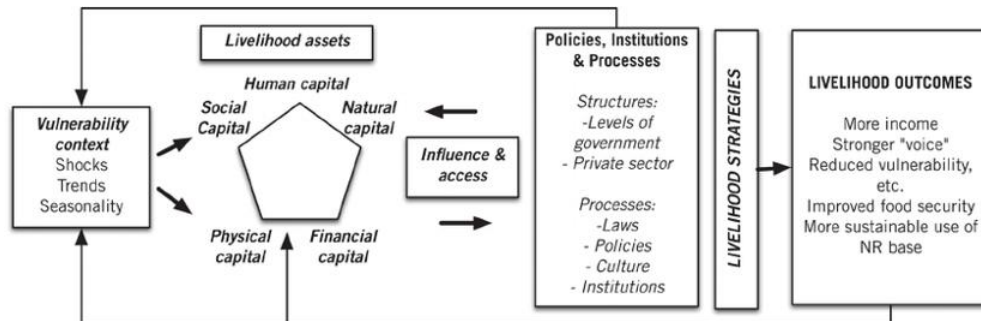 Livelihood assets
Human capital
Social
Capital
Natural
capital
Physical
capital
Financial
capital
Vulnerability
context
Shocks
Trends
Seasonality
Influence &
access
Policies, Institutions
& Processes
Structures:
-Levels of
government
- Private sector
Processes:
-Laws
- Policies
- Culture
- Institutions
LIVELIHOOD STRATEGIES
LIVELIHOOD OUTCOMES
More income
Stronger "voice"
Reduced vulnerability,
etc.
Improved food security
More sustainable use of
NR base